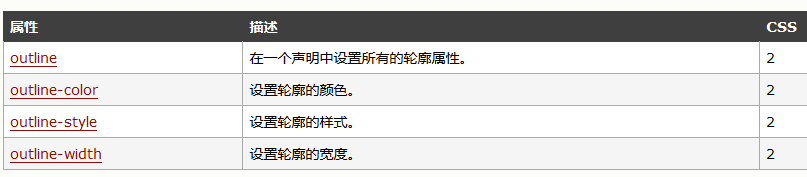 属性 描述 CSS
outline 在一个声明中设置所有的轮廓属性。 2
outline-color 设置轮廓的颜色。 2
outline-style 设置轮廓的样式。 2
outline-width 设置轮廓的宽度。 2